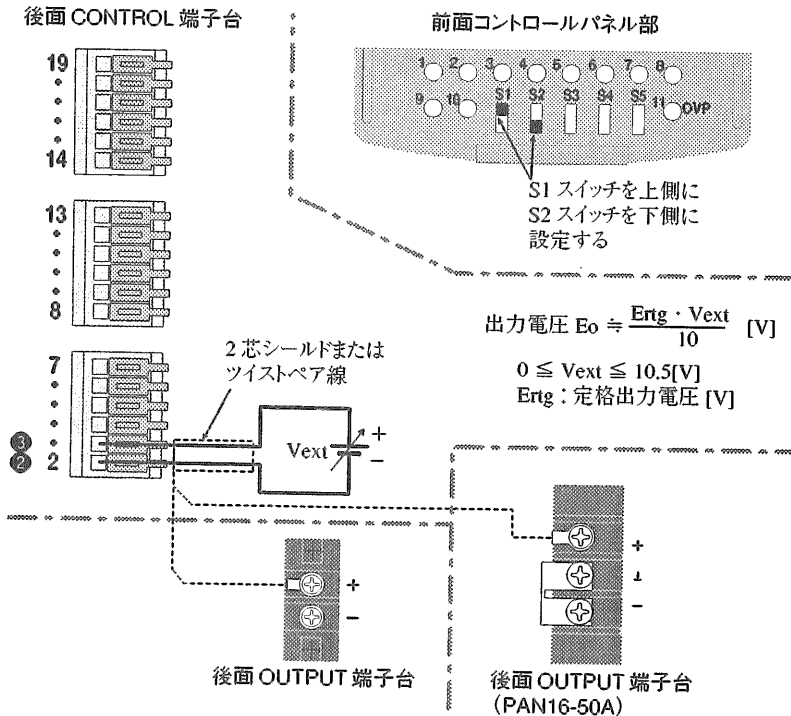 後面 CONTROL 端子台
19
14
13
8
7
3
2
2
前面コントロールパネル部
1 2 3 4 5 6 7 8
S1 S2 S3 S4 S5
9 10 11 OVP
S1 スイッチを上側に
S2 スイッチを下側に
設定する
出力電圧 Eo ≒ Ertg・Vext / 10 [V]
0 ≦ Vext ≦ 10.5[V]
Ertg：定格出力電圧 [V]
2 芯シールドまたは
ツイストペア線
Vext
+
−
+
−
後面 OUTPUT 端子台
+
⊥
−
後面 OUTPUT 端子台
(PAN16-50A)